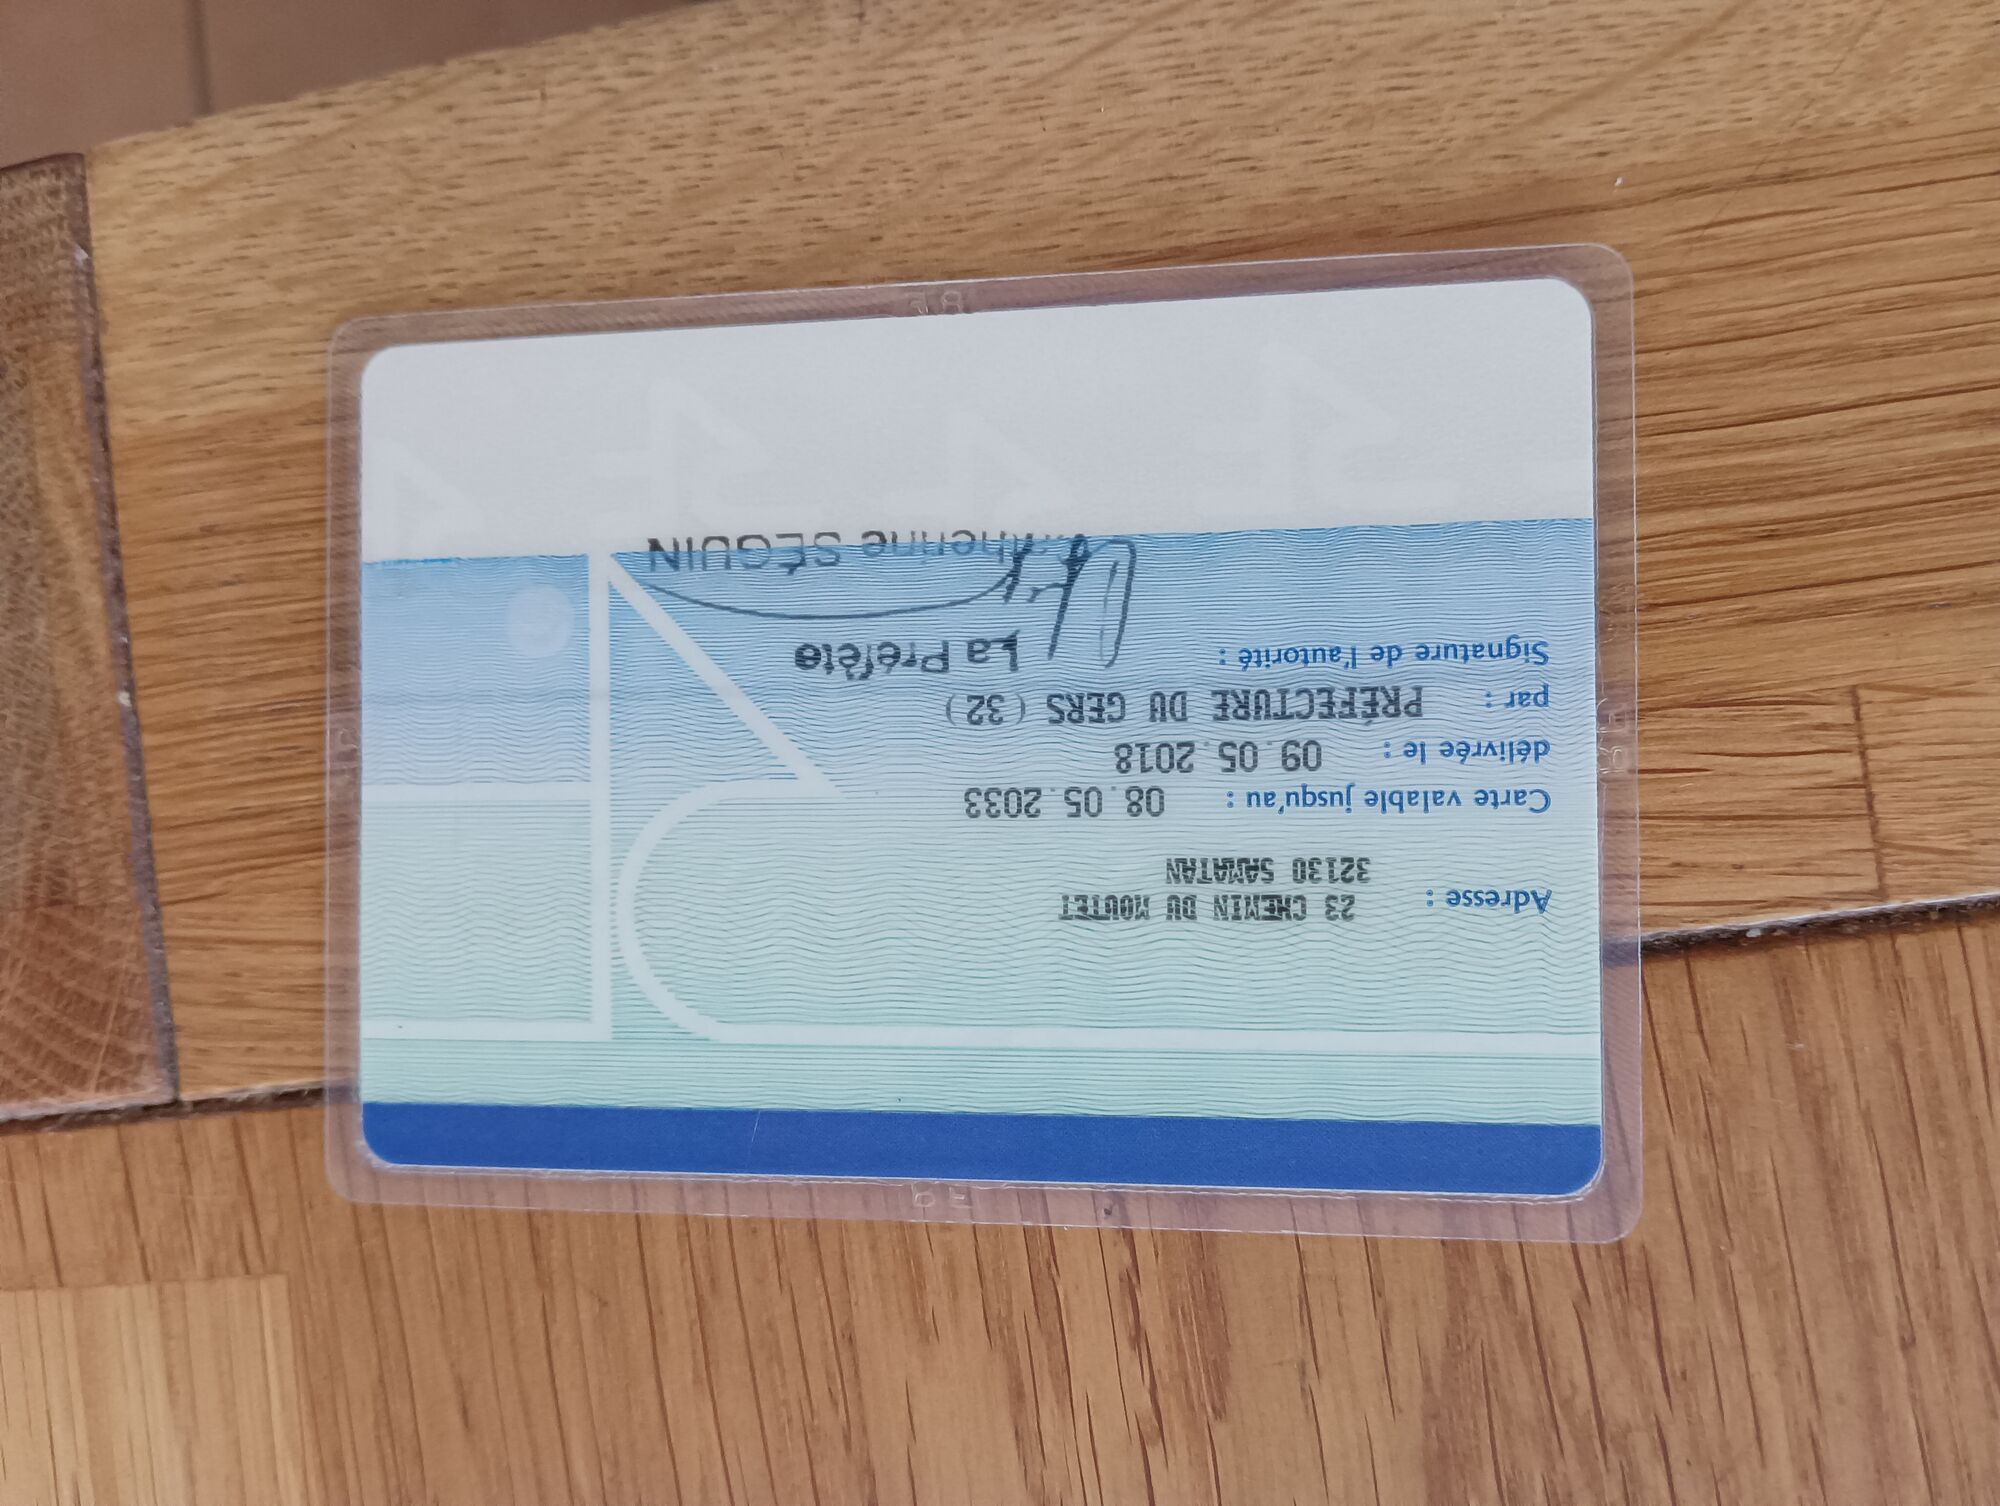 Adresse : 23 CHEMIN DU MOUTET
32130 SAMATAN
Carte valable jusqu'au : 08.05.2033
délivrée le : 09.05.2018
par : PRÉFECTURE DU GERS (32)
Signature de l'autorité : La Préfète
Catherine SÉGUIN